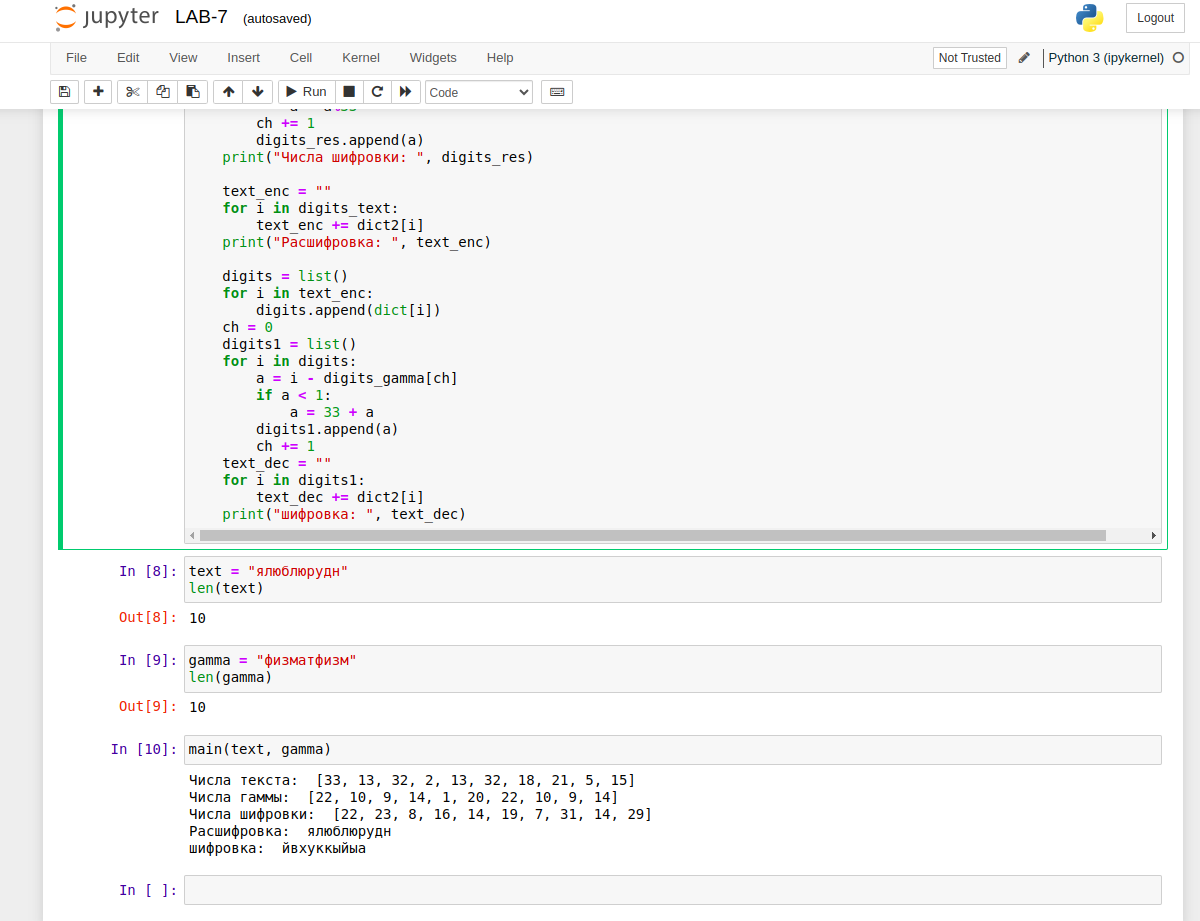 jupyter LAB-7 (autosaved) Logout
File Edit View Insert Cell Kernel Widgets Help Not Trusted Python 3 (ipykernel)
Run Code
ch += 1
digits_res.append(a)
print("Числа шифровки: ", digits_res)
text_enc = ""
for i in digits_text:
text_enc += dict2[i]
print("Расшифровка: ", text_enc)
digits = list()
for i in text_enc:
digits.append(dict[i])
ch = 0
digits1 = list()
for i in digits:
a = i - digits_gamma[ch]
if a < 1:
a = 33 + a
digits1.append(a)
ch += 1
text_dec = ""
for i in digits1:
text_dec += dict2[i]
print("шифровка: ", text_dec)
In [8]: text = "ялюблюрудн"
len(text)
Out[8]: 10
In [9]: gamma = "физматфизм"
len(gamma)
Out[9]: 10
In [10]: main(text, gamma)
Числа текста:  [33, 13, 32, 2, 13, 32, 18, 21, 5, 15]
Числа гаммы:  [22, 10, 9, 14, 1, 20, 22, 10, 9, 14]
Числа шифровки:  [22, 23, 8, 16, 14, 19, 7, 31, 14, 29]
Расшифровка:  ялюблюрудн
шифровка:  йвхуккыйыа
In [ ]: